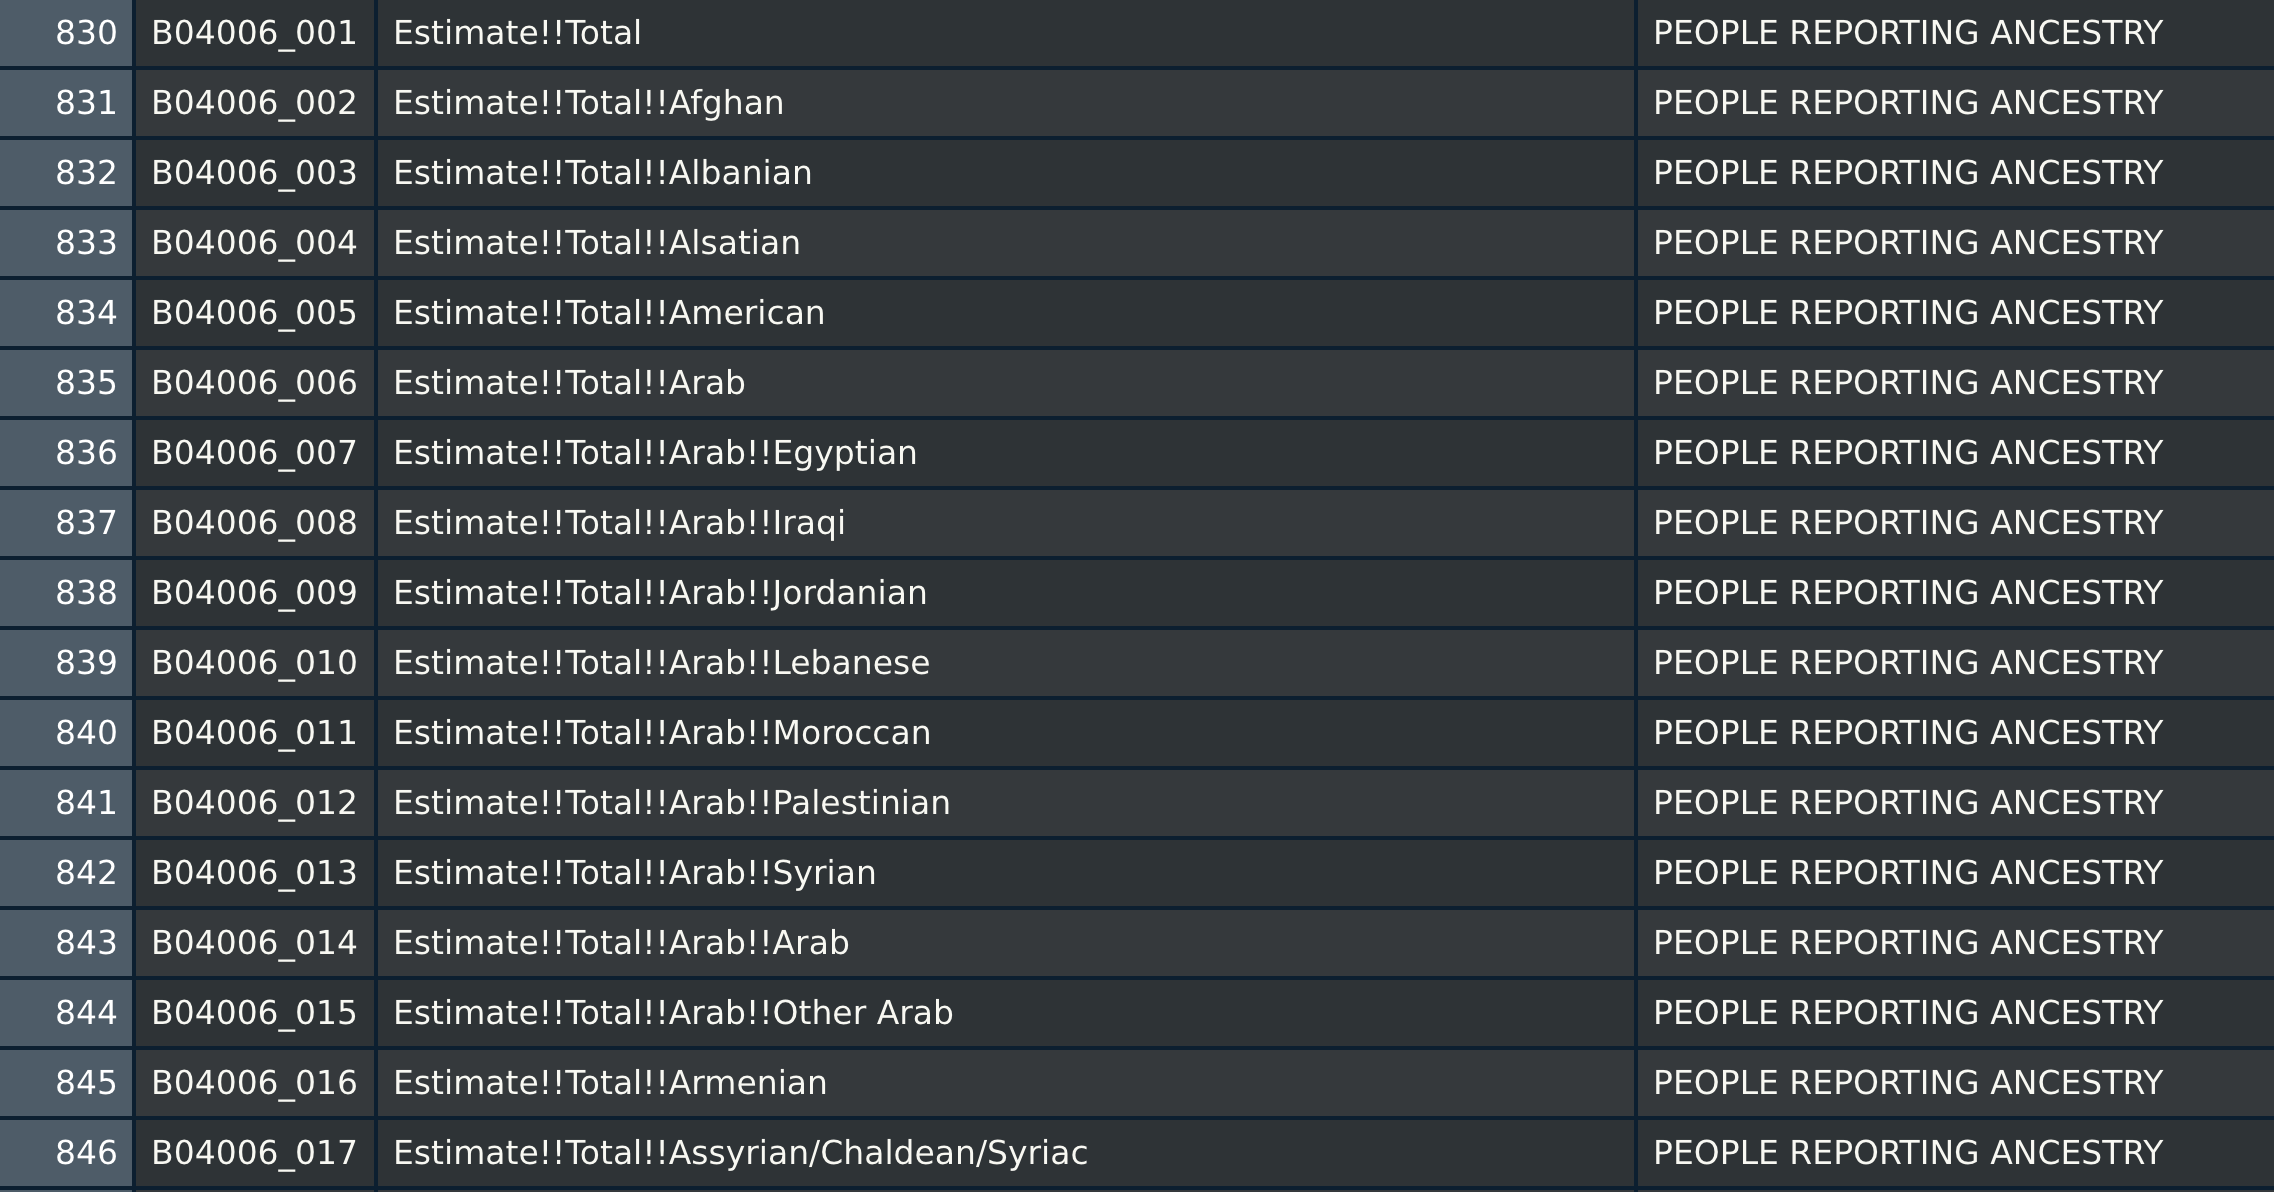 830 B04006_001 Estimate!!Total PEOPLE REPORTING ANCESTRY
831 B04006_002 Estimate!!Total!!Afghan PEOPLE REPORTING ANCESTRY
832 B04006_003 Estimate!!Total!!Albanian PEOPLE REPORTING ANCESTRY
833 B04006_004 Estimate!!Total!!Alsatian PEOPLE REPORTING ANCESTRY
834 B04006_005 Estimate!!Total!!American PEOPLE REPORTING ANCESTRY
835 B04006_006 Estimate!!Total!!Arab PEOPLE REPORTING ANCESTRY
836 B04006_007 Estimate!!Total!!Arab!!Egyptian PEOPLE REPORTING ANCESTRY
837 B04006_008 Estimate!!Total!!Arab!!Iraqi PEOPLE REPORTING ANCESTRY
838 B04006_009 Estimate!!Total!!Arab!!Jordanian PEOPLE REPORTING ANCESTRY
839 B04006_010 Estimate!!Total!!Arab!!Lebanese PEOPLE REPORTING ANCESTRY
840 B04006_011 Estimate!!Total!!Arab!!Moroccan PEOPLE REPORTING ANCESTRY
841 B04006_012 Estimate!!Total!!Arab!!Palestinian PEOPLE REPORTING ANCESTRY
842 B04006_013 Estimate!!Total!!Arab!!Syrian PEOPLE REPORTING ANCESTRY
843 B04006_014 Estimate!!Total!!Arab!!Arab PEOPLE REPORTING ANCESTRY
844 B04006_015 Estimate!!Total!!Arab!!Other Arab PEOPLE REPORTING ANCESTRY
845 B04006_016 Estimate!!Total!!Armenian PEOPLE REPORTING ANCESTRY
846 B04006_017 Estimate!!Total!!Assyrian/Chaldean/Syriac PEOPLE REPORTING ANCESTRY